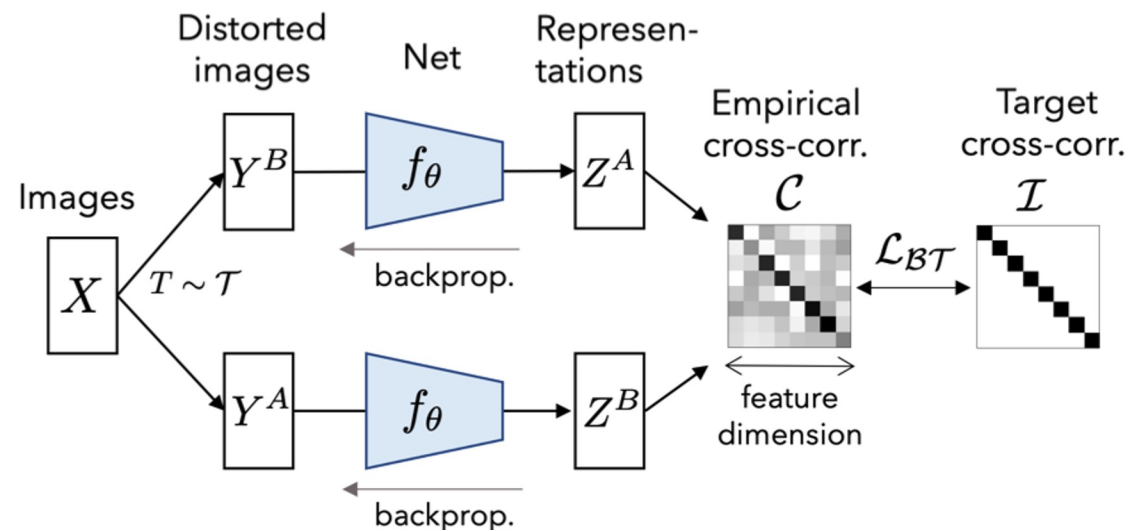 Distorted
images
Net
Represen-
tations
Empirical
cross-corr.
Target
cross-corr.
Images
X
T ∼ 𝒯
Y^B
f_θ
Z^A
backprop.
𝒞
ℒ_ℬ𝒯
ℐ
Y^A
f_θ
Z^B
backprop.
feature
dimension